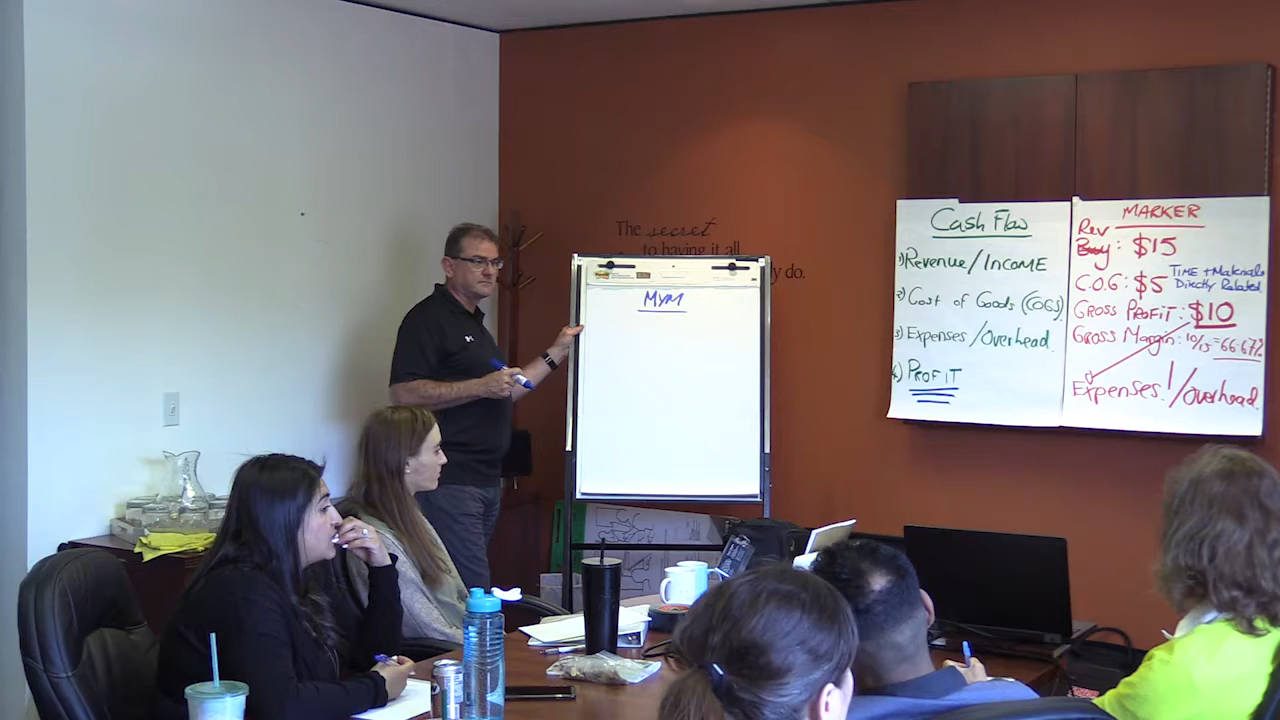 The secret
to having it all
do.
MYM
Cash Flow
1) Revenue/INCOME
2) Cost of Goods (COGS)
3) Expenses/Overhead
4) PROFIT
MARKER
Rev
Buy: $15
C.O.G: $5 TIME + Materials
Directly Related
GROSS PROFIT: $10
Gross Margin: 10/15 = 66.67%
Expenses!/Overhead